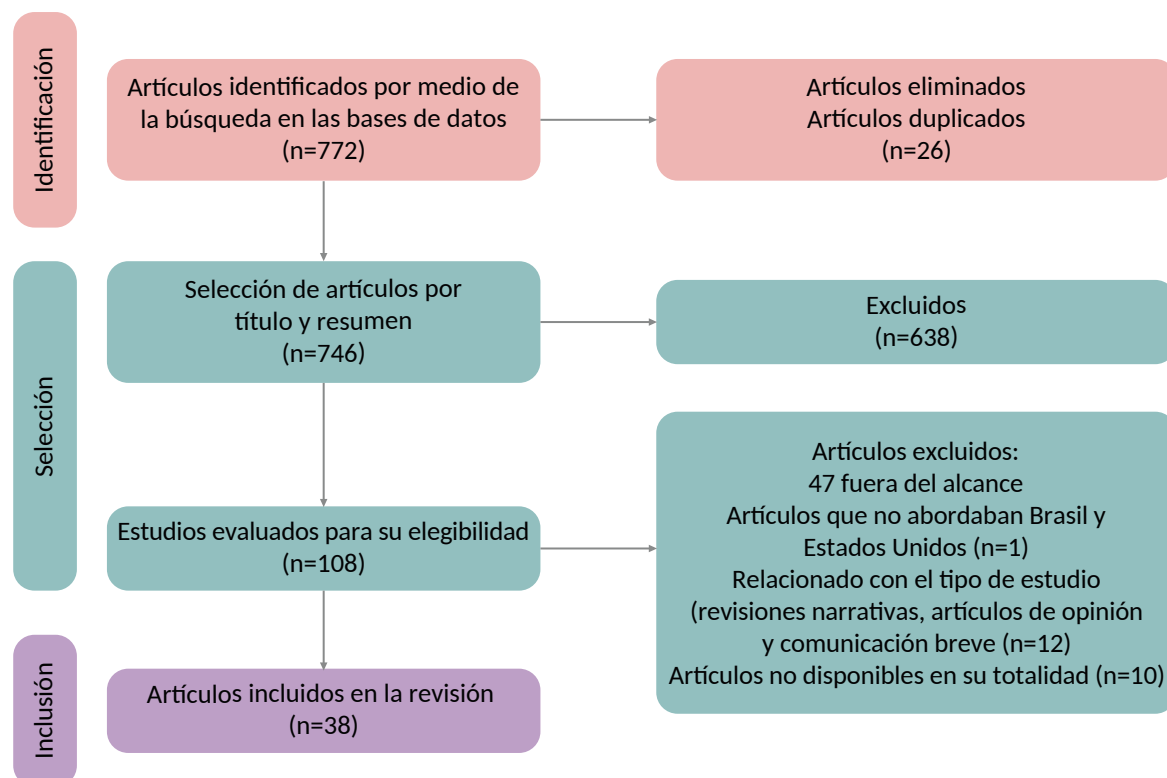 Identificación
Artículos identificados por medio de
la búsqueda en las bases de datos
(n=772)
Artículos eliminados
Artículos duplicados
(n=26)
Selección
Selección de artículos por
título y resumen
(n=746)
Excluidos
(n=638)
Estudios evaluados para su elegibilidad
(n=108)
Artículos excluidos:
47 fuera del alcance
Artículos que no abordaban Brasil y
Estados Unidos (n=1)
Relacionado con el tipo de estudio
(revisiones narrativas, artículos de opinión
y comunicación breve (n=12)
Artículos no disponibles en su totalidad (n=10)
Inclusión
Artículos incluidos en la revisión
(n=38)